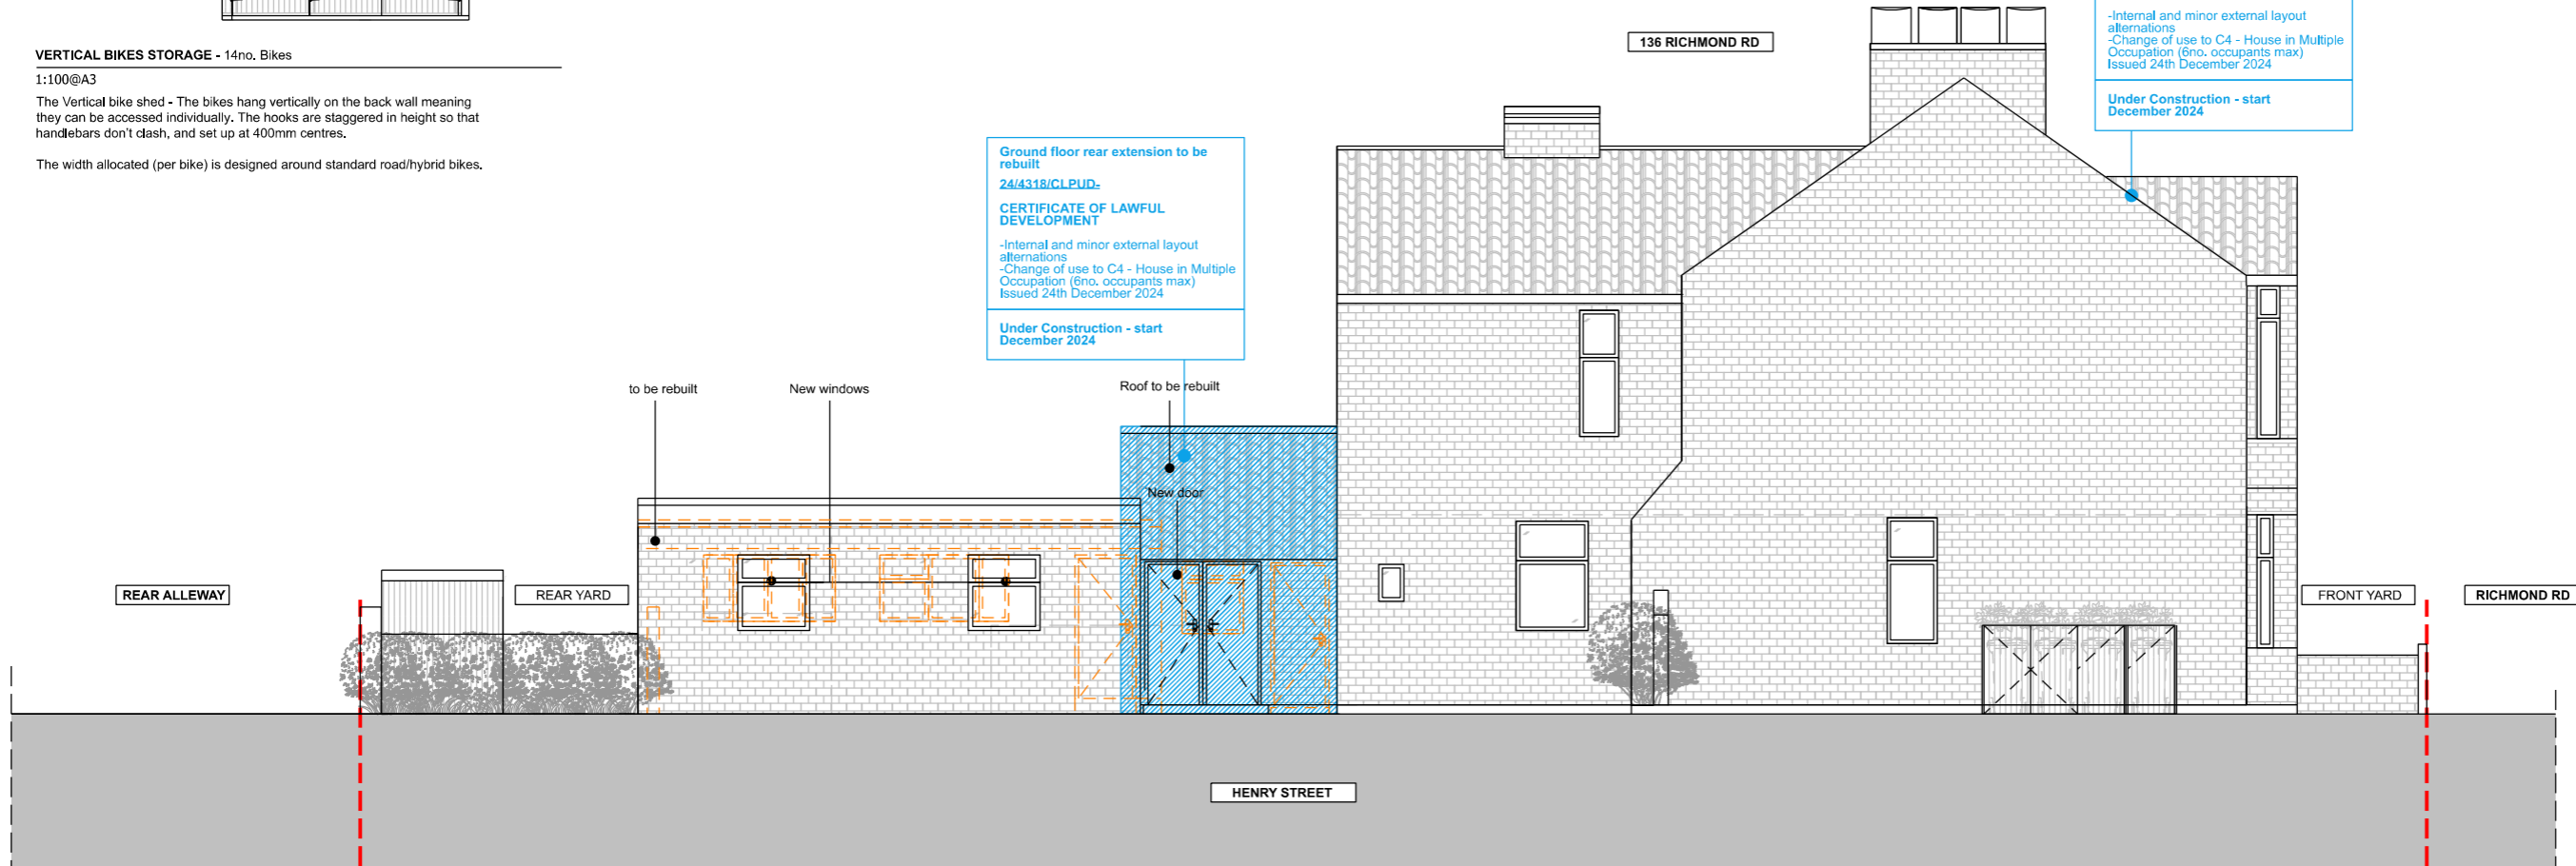 VERTICAL BIKES STORAGE - 14no. Bikes
1:100@A3
The Vertical bike shed - The bikes hang vertically on the back wall meaning
they can be accessed individually. The hooks are staggered in height so that
handlebars don't clash, and set up at 400mm centres.
The width allocated (per bike) is designed around standard road/hybrid bikes.
136 RICHMOND RD
-Internal and minor external layout
alternations
-Change of use to C4 - House in Multiple
Occupation (6no. occupants max)
Issued 24th December 2024
Under Construction - start
December 2024
Ground floor rear extension to be
rebuilt
24/4318/CLPUD-
CERTIFICATE OF LAWFUL
DEVELOPMENT
-Internal and minor external layout
alternations
-Change of use to C4 - House in Multiple
Occupation (6no. occupants max)
Issued 24th December 2024
Under Construction - start
December 2024
to be rebuilt
New windows
Roof to be rebuilt
New door
REAR ALLEWAY
REAR YARD
FRONT YARD
RICHMOND RD
HENRY STREET